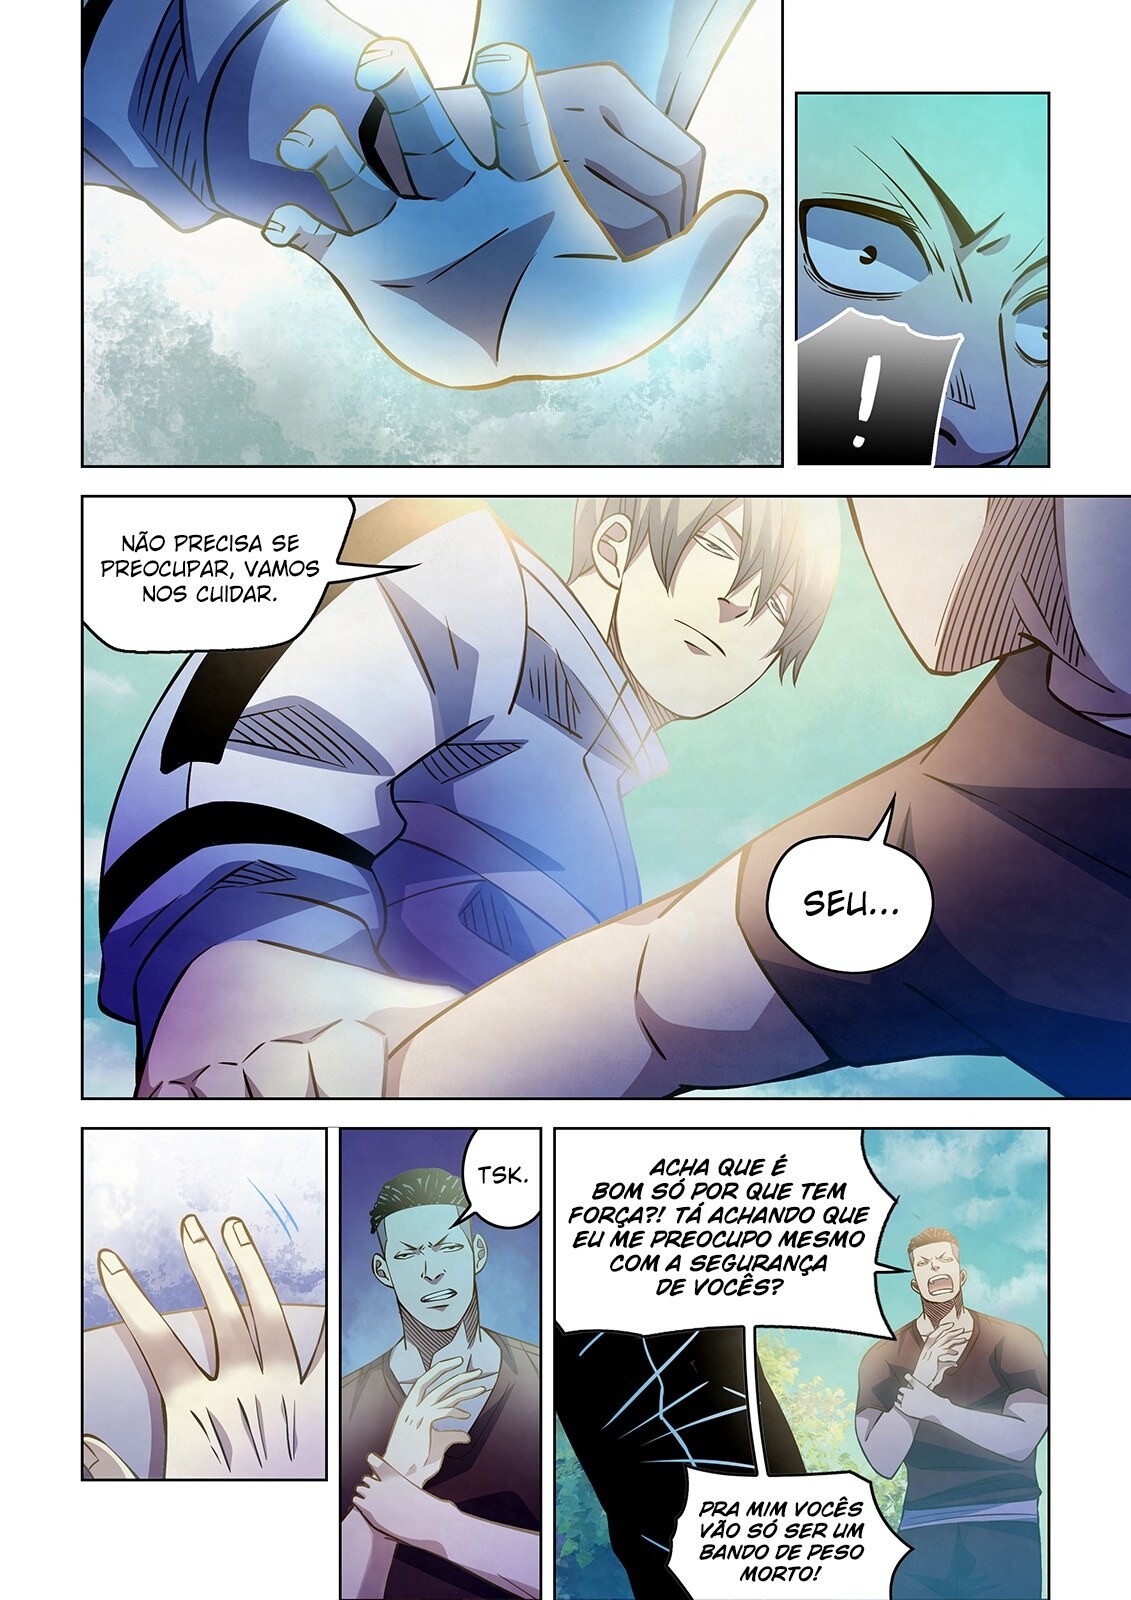 !
NÃO PRECISA SE
PREOCUPAR, VAMOS
NOS CUIDAR.
SEU...
TSK.
ACHA QUE É
BOM SÓ POR QUE TEM
FORÇA?! TÁ ACHANDO QUE
EU ME PREOCUPO MESMO
COM A SEGURANÇA
DE VOCÊS?
PRA MIM VOCÊS
VÃO SÓ SER UM
BANDO DE PESO
MORTO!